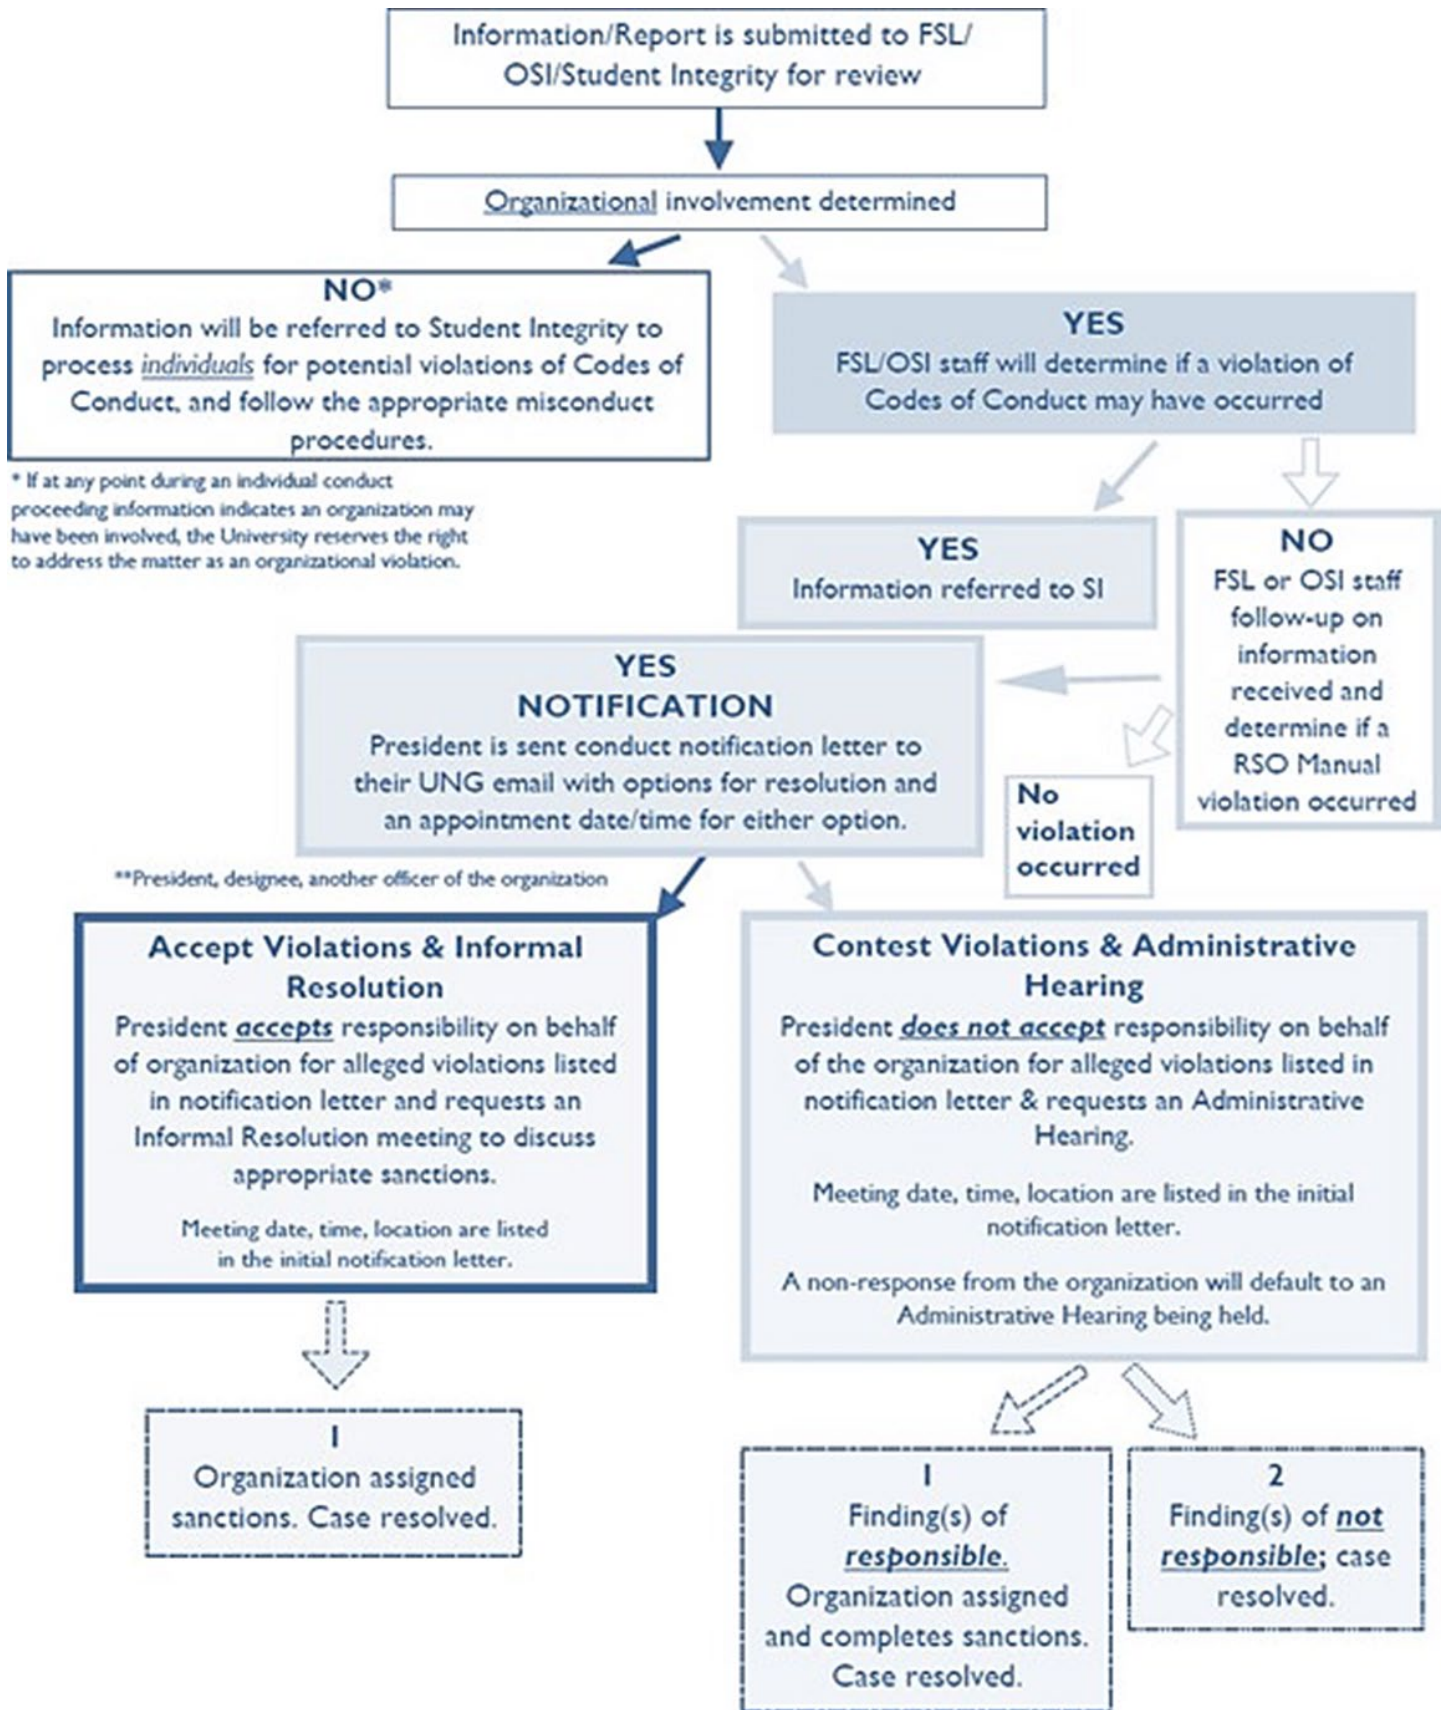 Information/Report is submitted to FSL/
OSI/Student Integrity for review
Organizational involvement determined
NO*
Information will be referred to Student Integrity to
process individuals for potential violations of Codes of
Conduct, and follow the appropriate misconduct
procedures.
* If at any point during an individual conduct
proceeding information indicates an organization may
have been involved, the University reserves the right
to address the matter as an organizational violation.
YES
FSL/OSI staff will determine if a violation of
Codes of Conduct may have occurred
YES
Information referred to SI
NO
FSL or OSI staff
follow-up on
information
received and
determine if a
RSO Manual
violation occurred
YES
NOTIFICATION
President is sent conduct notification letter to
their UNG email with options for resolution and
an appointment date/time for either option.
No
violation
occurred
**President, designee, another officer of the organization
Accept Violations & Informal
Resolution
President accepts responsibility on behalf
of organization for alleged violations listed
in notification letter and requests an
Informal Resolution meeting to discuss
appropriate sanctions.
Meeting date, time, location are listed
in the initial notification letter.
Contest Violations & Administrative
Hearing
President does not accept responsibility on behalf
of the organization for alleged violations listed in
notification letter & requests an Administrative
Hearing.
Meeting date, time, location are listed in the initial
notification letter.
A non-response from the organization will default to an
Administrative Hearing being held.
1
Organization assigned
sanctions. Case resolved.
1
Finding(s) of
responsible.
Organization assigned
and completes sanctions.
Case resolved.
2
Finding(s) of not
responsible; case
resolved.